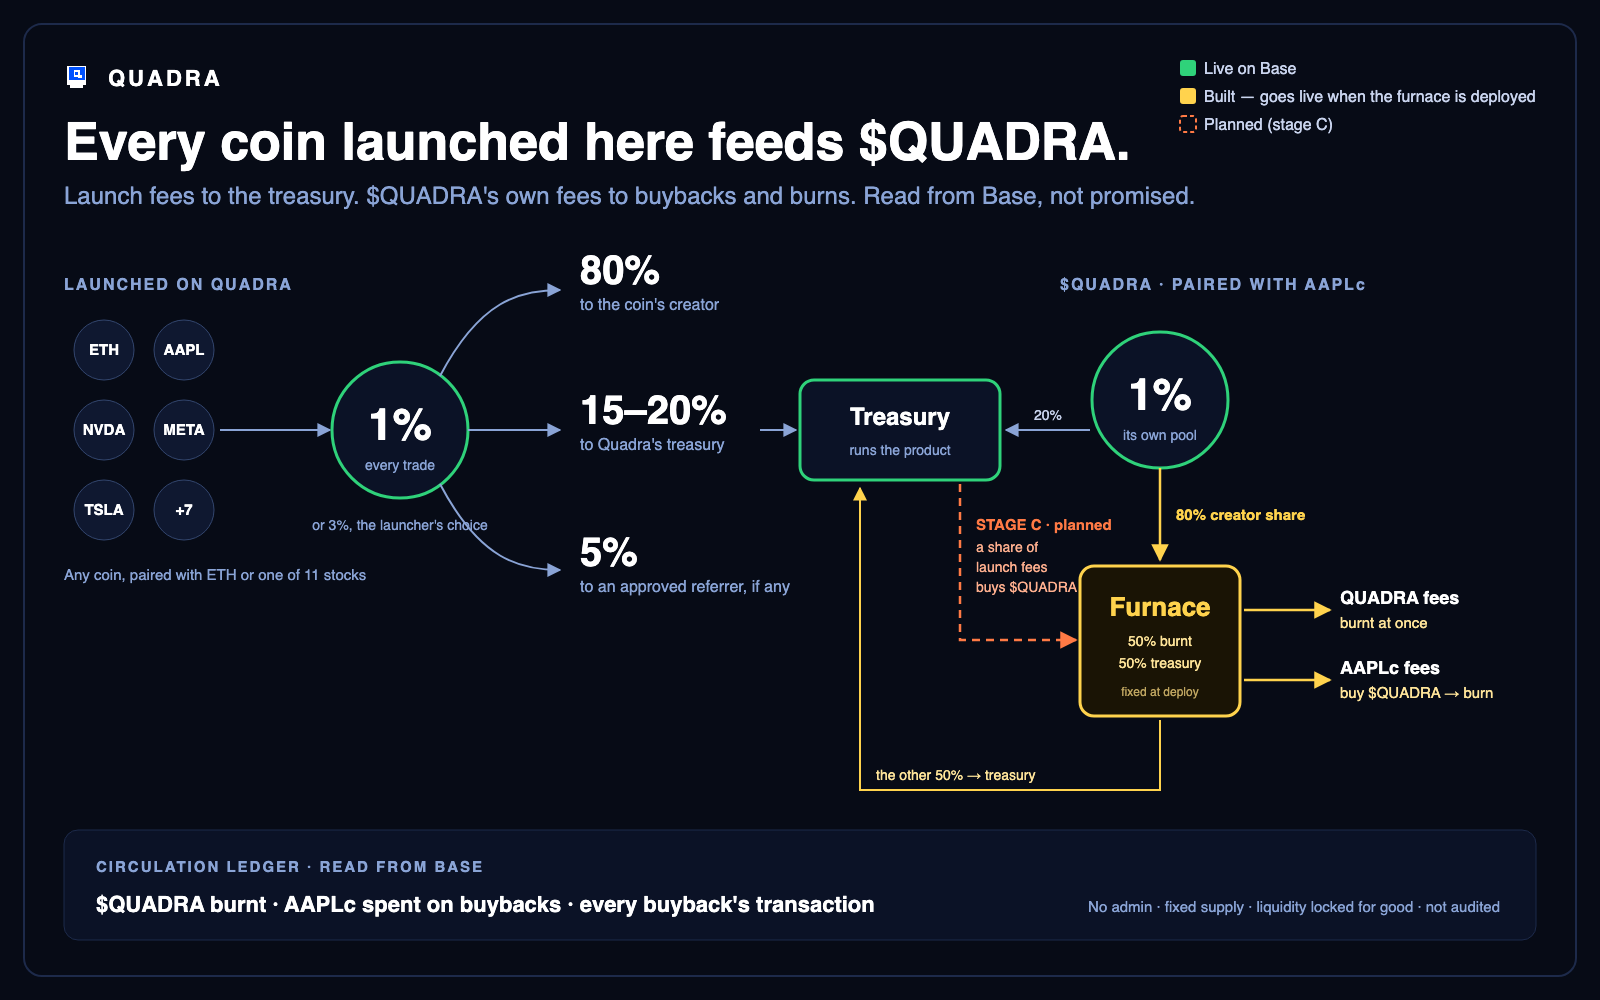 QUADRA
Live on Base
Built — goes live when the furnace is deployed
Planned (stage C)
Every coin launched here feeds $QUADRA.
Launch fees to the treasury. $QUADRA's own fees to buybacks and burns. Read from Base, not promised.
LAUNCHED ON QUADRA
ETH
AAPL
NVDA
META
TSLA
+7
Any coin, paired with ETH or one of 11 stocks
1%
every trade
or 3%, the launcher's choice
80%
to the coin's creator
15–20%
to Quadra's treasury
5%
to an approved referrer, if any
Treasury
runs the product
$QUADRA · PAIRED WITH AAPLc
1%
its own pool
20%
80% creator share
STAGE C · planned
a share of
launch fees
buys $QUADRA
Furnace
50% burnt
50% treasury
fixed at deploy
QUADRA fees
burnt at once
AAPLc fees
buy $QUADRA → burn
the other 50% → treasury
CIRCULATION LEDGER · READ FROM BASE
$QUADRA burnt · AAPLc spent on buybacks · every buyback's transaction
No admin · fixed supply · liquidity locked for good · not audited